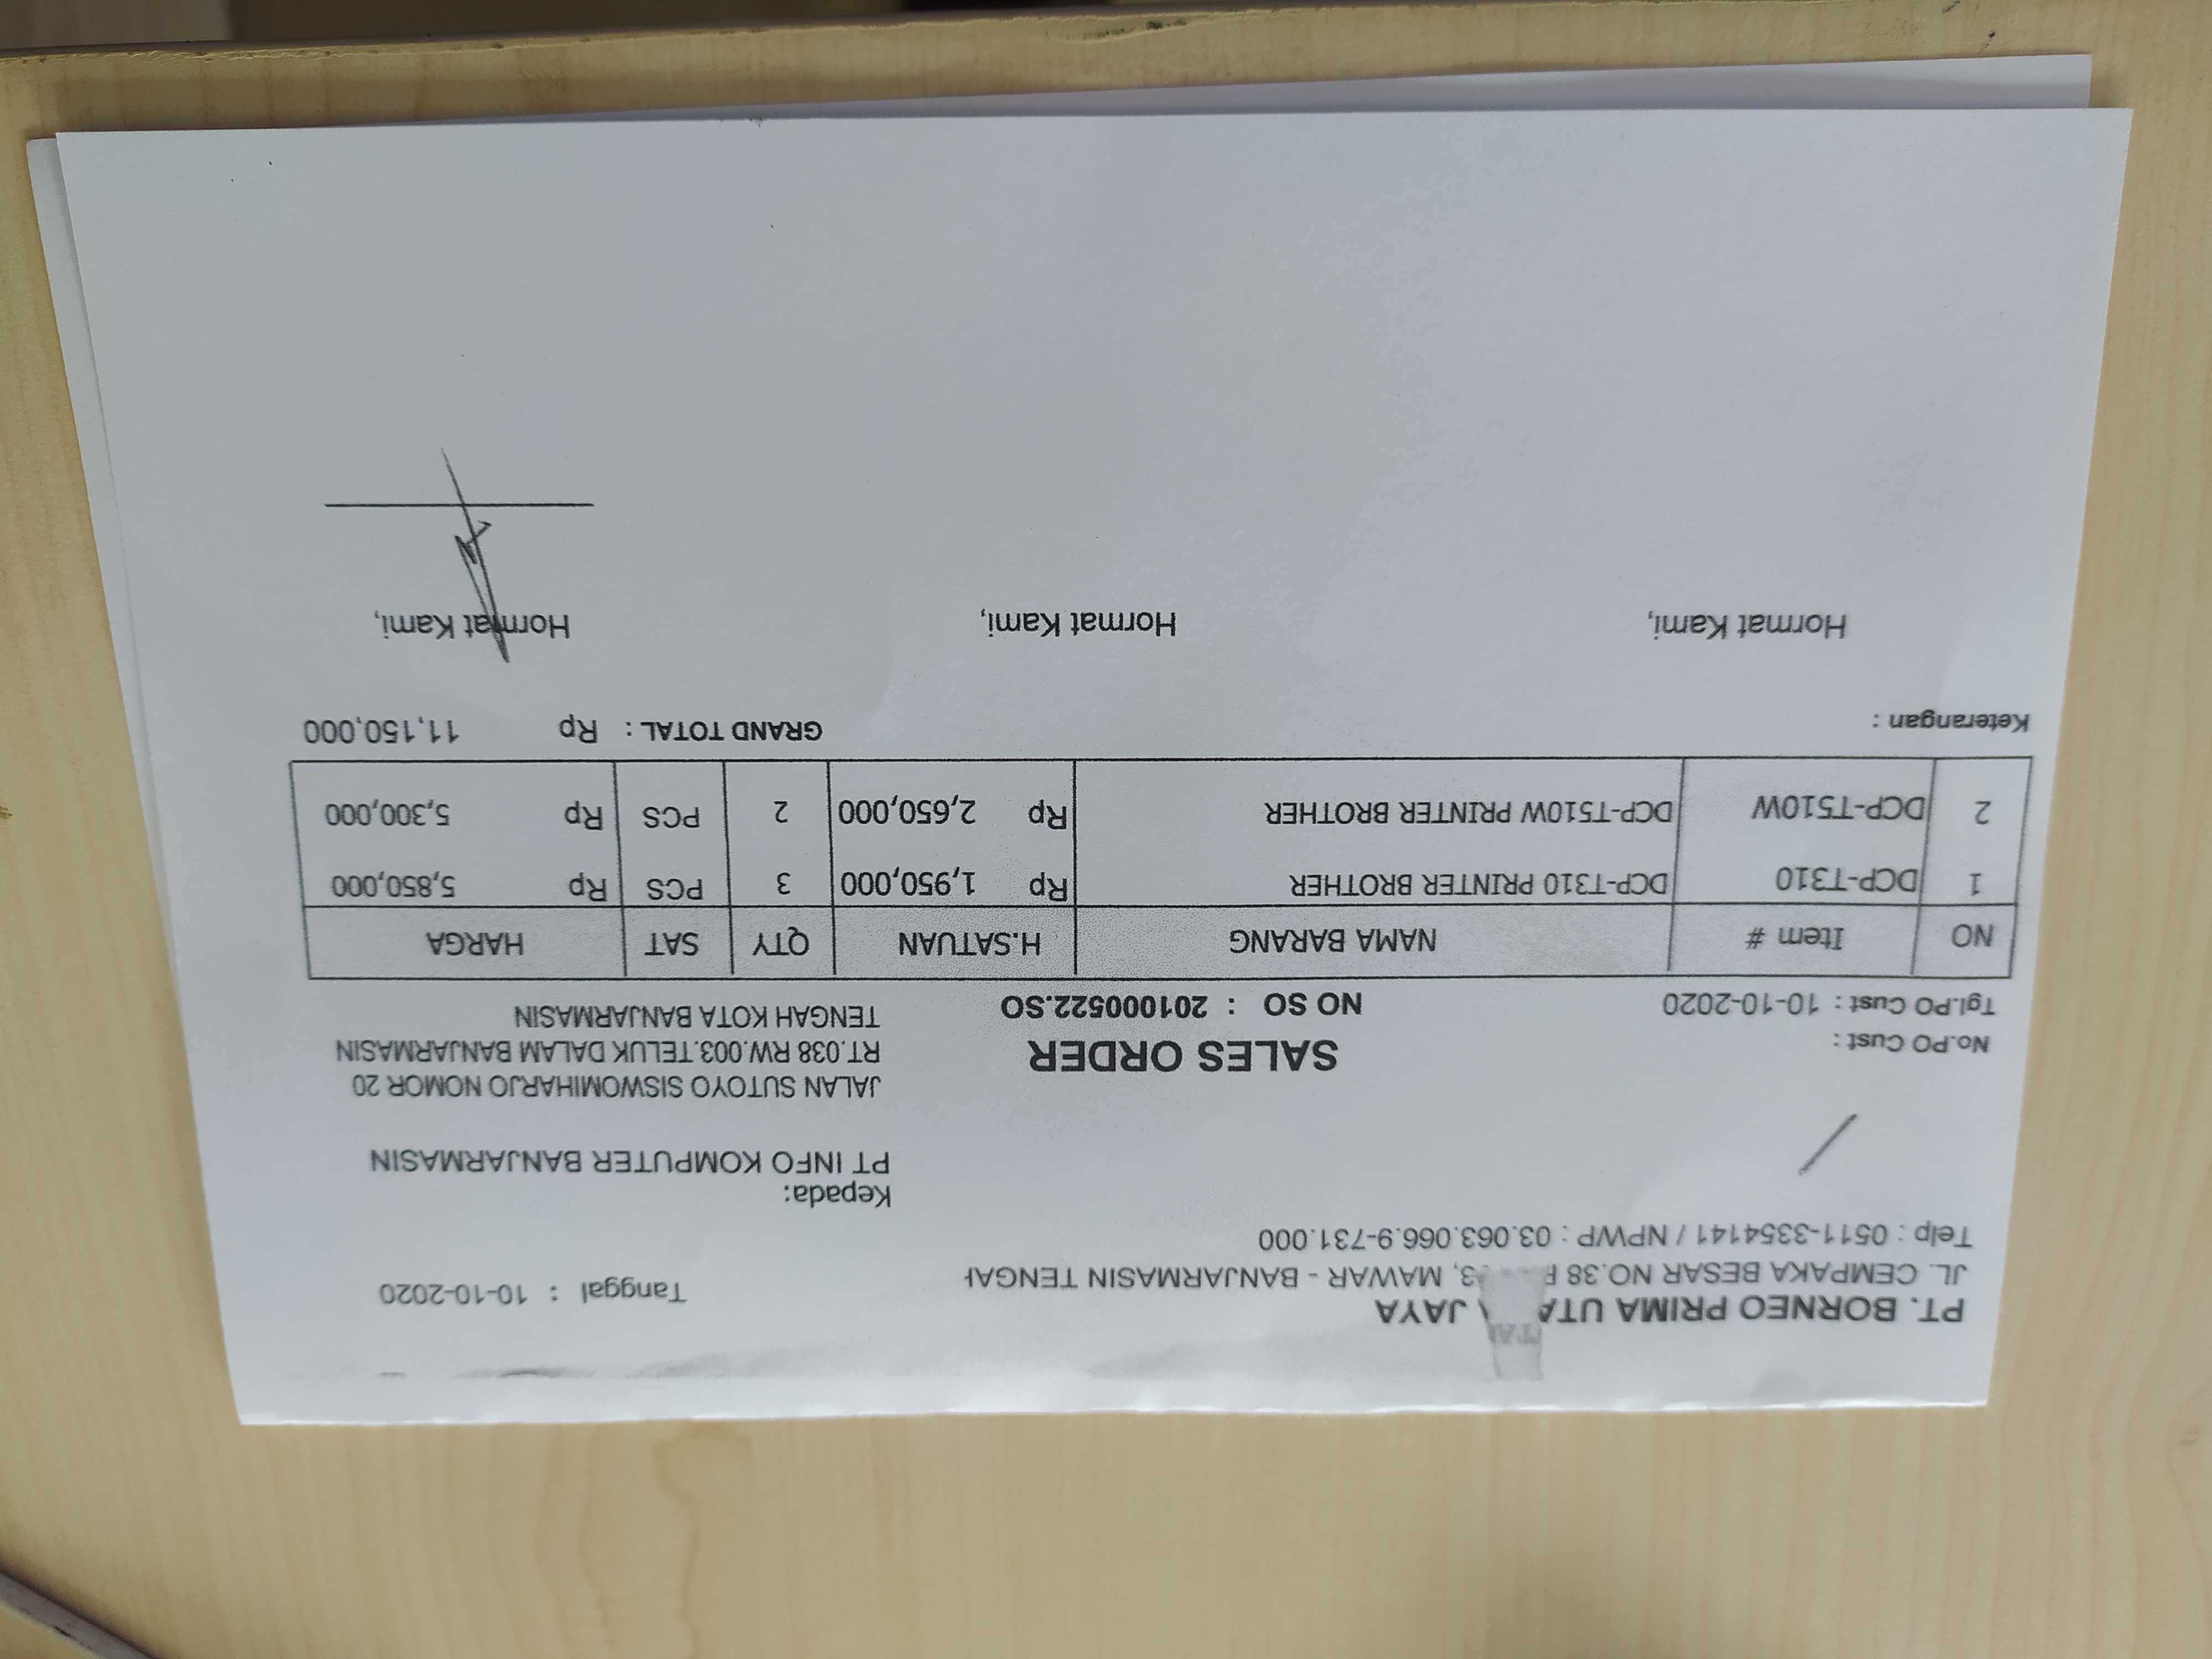 PT. BORNEO PRIMA JAYA
JL. CEMPAKA BESAR NO.38 MAWAR - BANJARMASIN
Telp : 0511-3354141 / NPWP : 03.063.066.9-731.000
Tanggal : 10-10-2020
Kepada:
PT INFO KOMPUTER BANJARMASIN
JALAN SUTOYO SISWOMIHARJO NOMOR 20
RT.038 RW.003.TELUK DALAM BANJARMASIN
TENGAH KOTA BANJARMASIN
No.PO Cust :
Tgl.PO Cust : 10-10-2020
SALES ORDER
NO SO : 201000522.SO
NO Item # NAMA BARANG H.SATUAN QTY SAT HARGA
1 DCP-T310 DCP-T310 PRINTER BROTHER Rp 1,950,000 3 PCS Rp 5,850,000
2 DCP-T510W DCP-T510W PRINTER BROTHER Rp 2,650,000 2 PCS Rp 5,300,000
Keterangan : GRAND TOTAL : Rp 11,150,000
Hormat Kami, Hormat Kami, Hormat Kami,